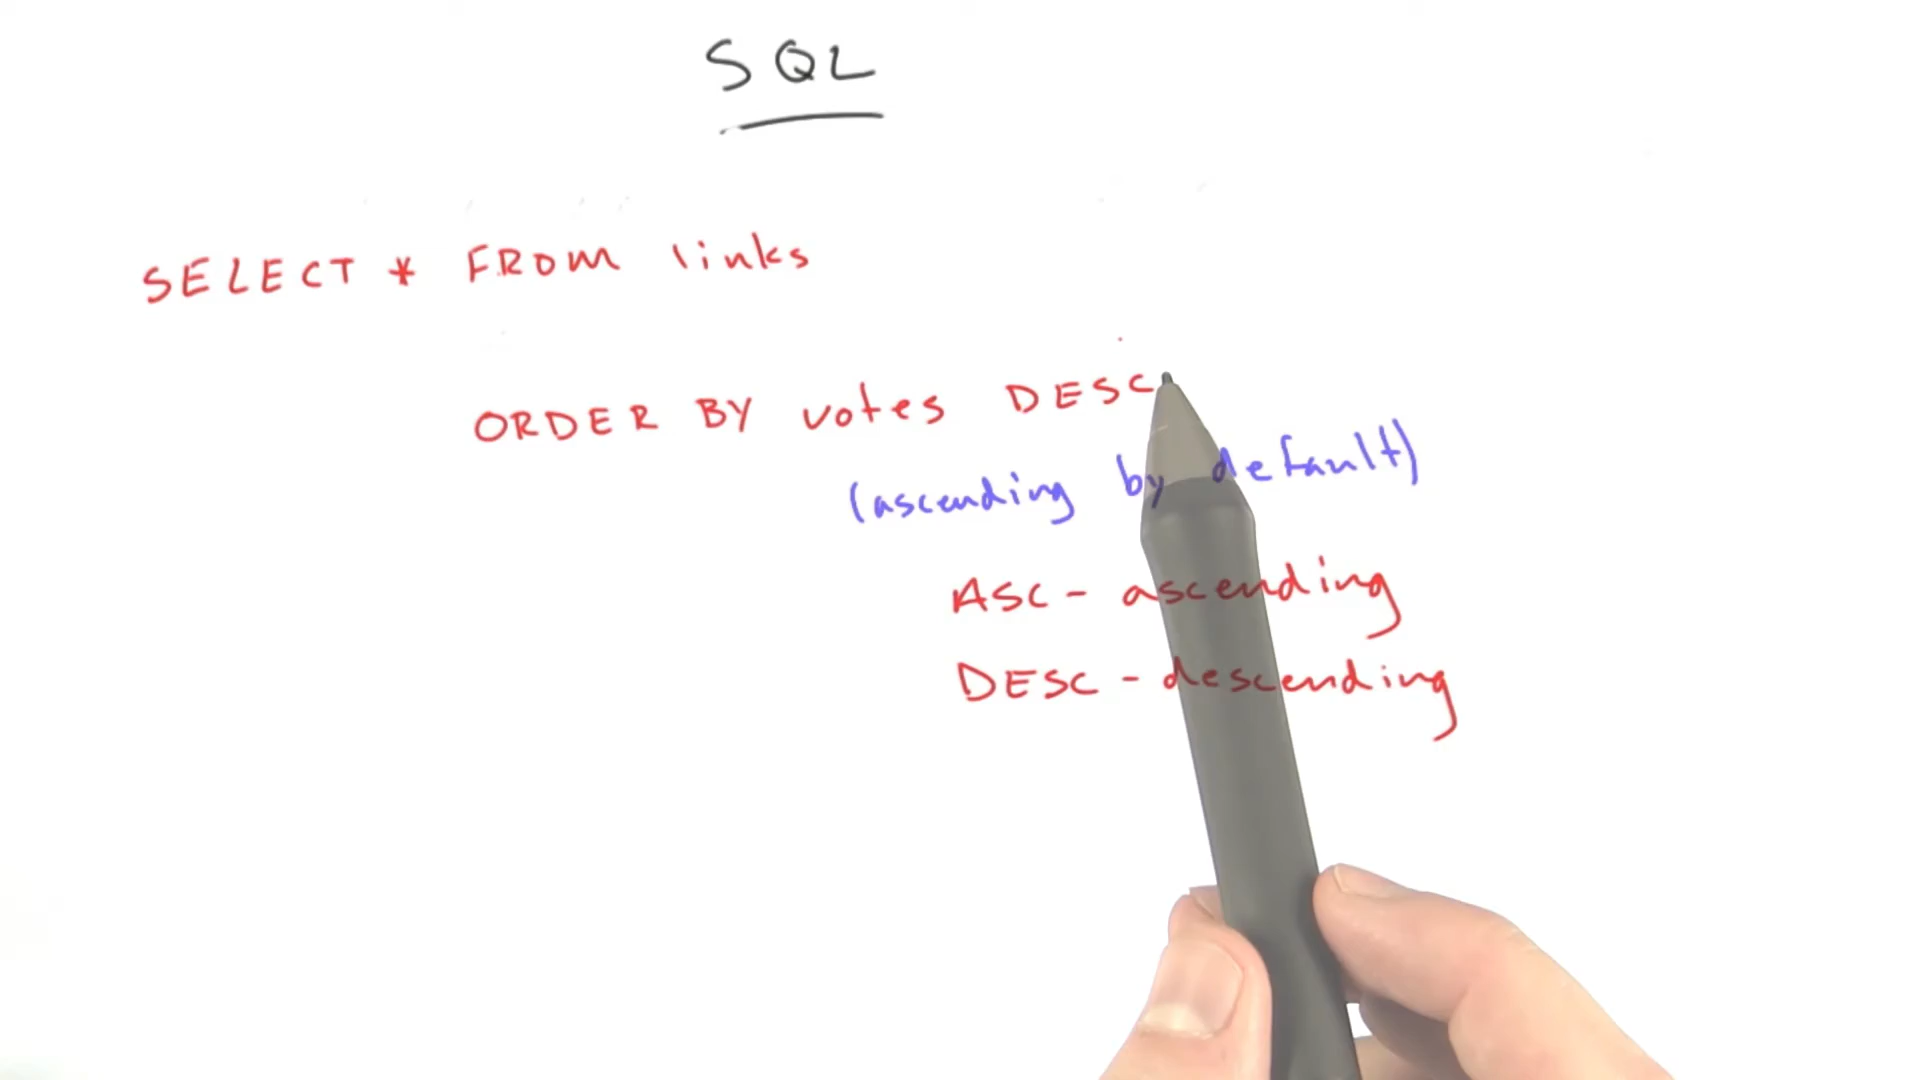 SQL
SELECT * FROM links
ORDER BY votes DESC
(ascending by default)
ASC - ascending
DESC - descending